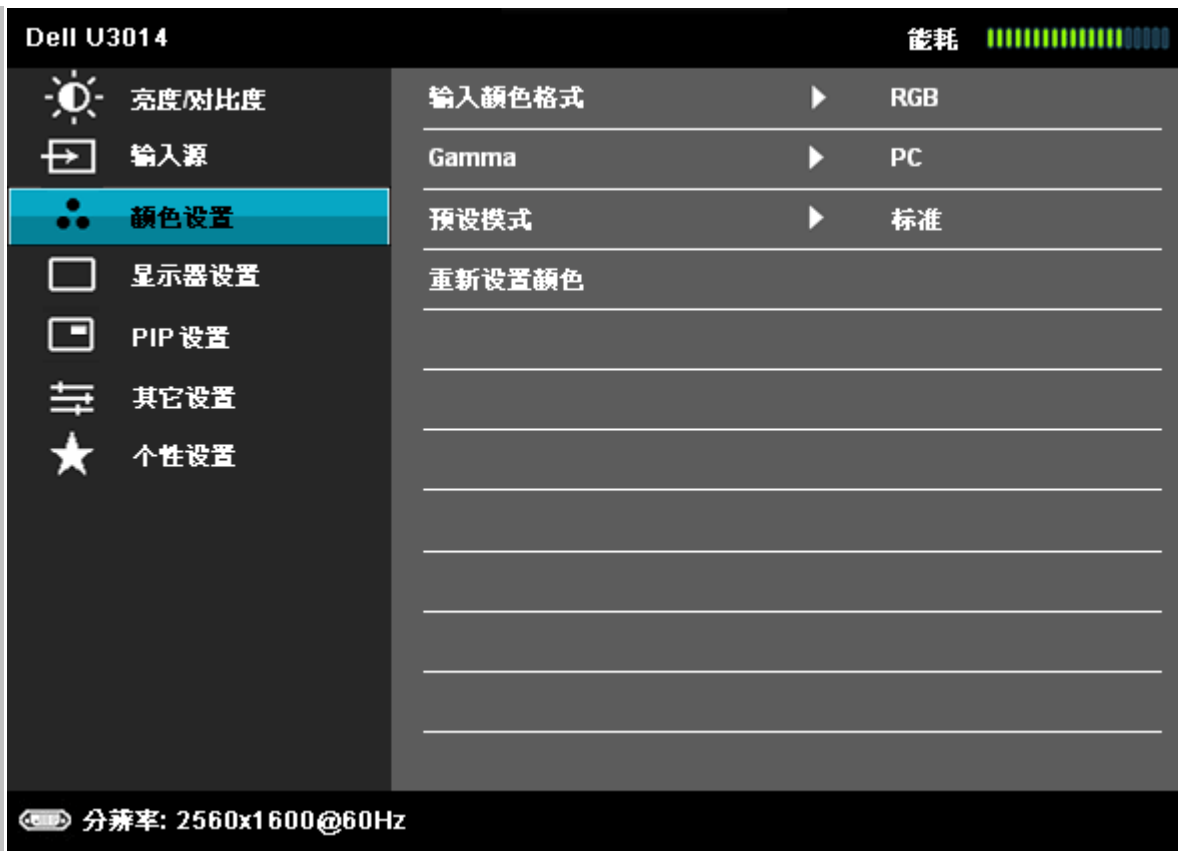 Dell U3014 能耗
亮度/对比度
输入源
颜色设置
显示器设置
PIP 设置
其它设置
个性设置
输入颜色格式 RGB
Gamma PC
预设模式 标准
重新设置颜色
分辨率: 2560x1600@60Hz